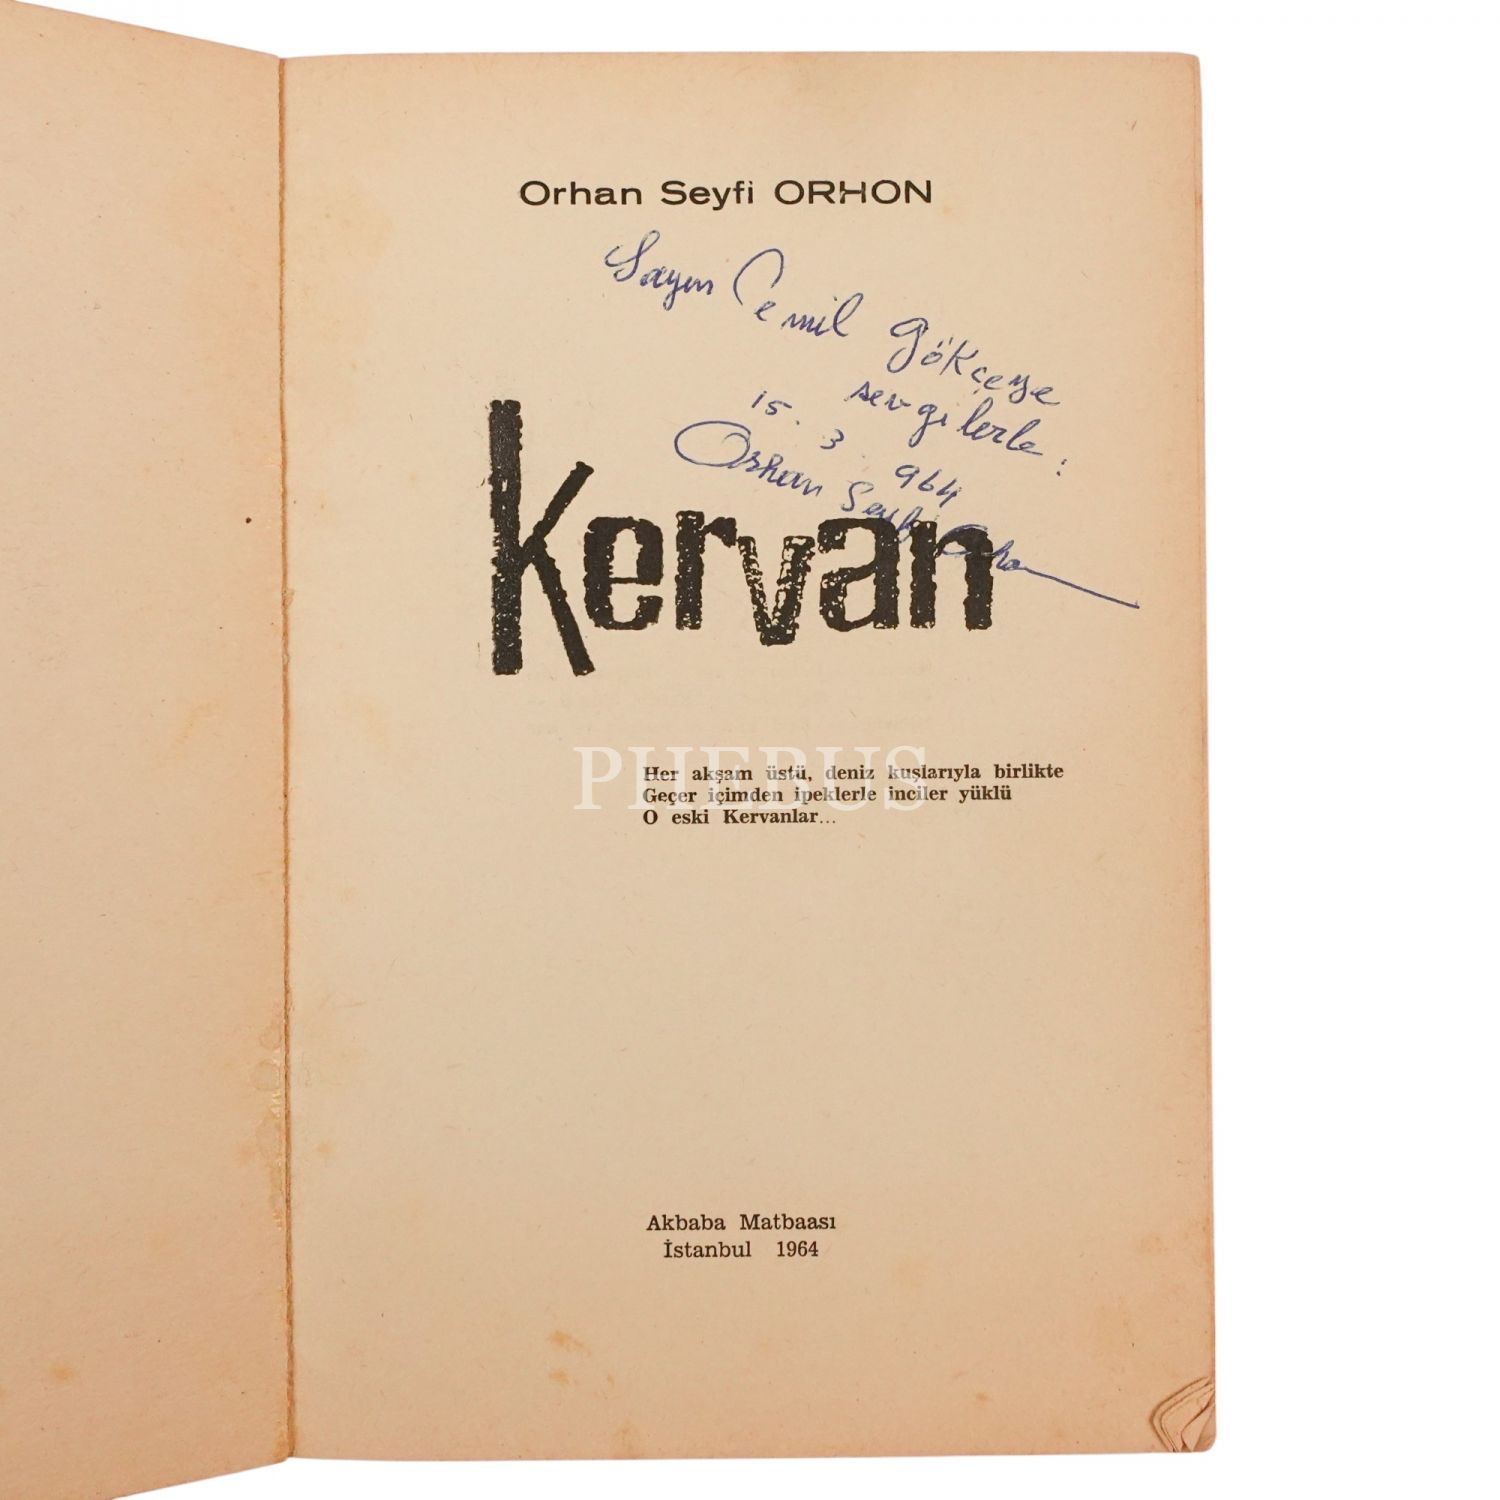 Orhan Seyfi ORHON
Sayın Cemil Gökçeye
sevgilerle:
15.3.964
Orhan Seyfi Orhon
kervan
PHEBUS
Her akşam üstü, deniz kuşlarıyla birlikte
Geçer içimden ipeklerle inciler yüklü
O eski Kervanlar...
Akbaba Matbaası
İstanbul 1964